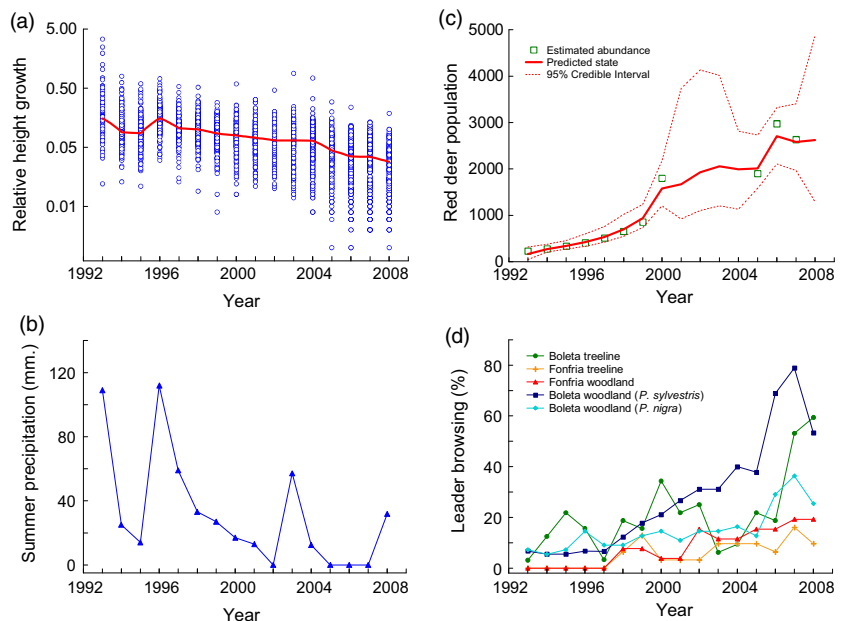 (a)
5.00
0.50
0.05
0.01
Relative height growth
1992 1996 2000 2004 2008
Year
(b)
120
80
40
0
Summer precipitation (mm.)
1992 1996 2000 2004 2008
Year
(c)
5000
4000
3000
2000
1000
0
Red deer population
Estimated abundance
Predicted state
95% Credible Interval
1992 1996 2000 2004 2008
Year
(d)
80
60
40
20
0
Leader browsing (%)
Boleta treeline
Fonfria treeline
Fonfria woodland
Boleta woodland (P. sylvestris)
Boleta woodland (P. nigra)
1992 1996 2000 2004 2008
Year